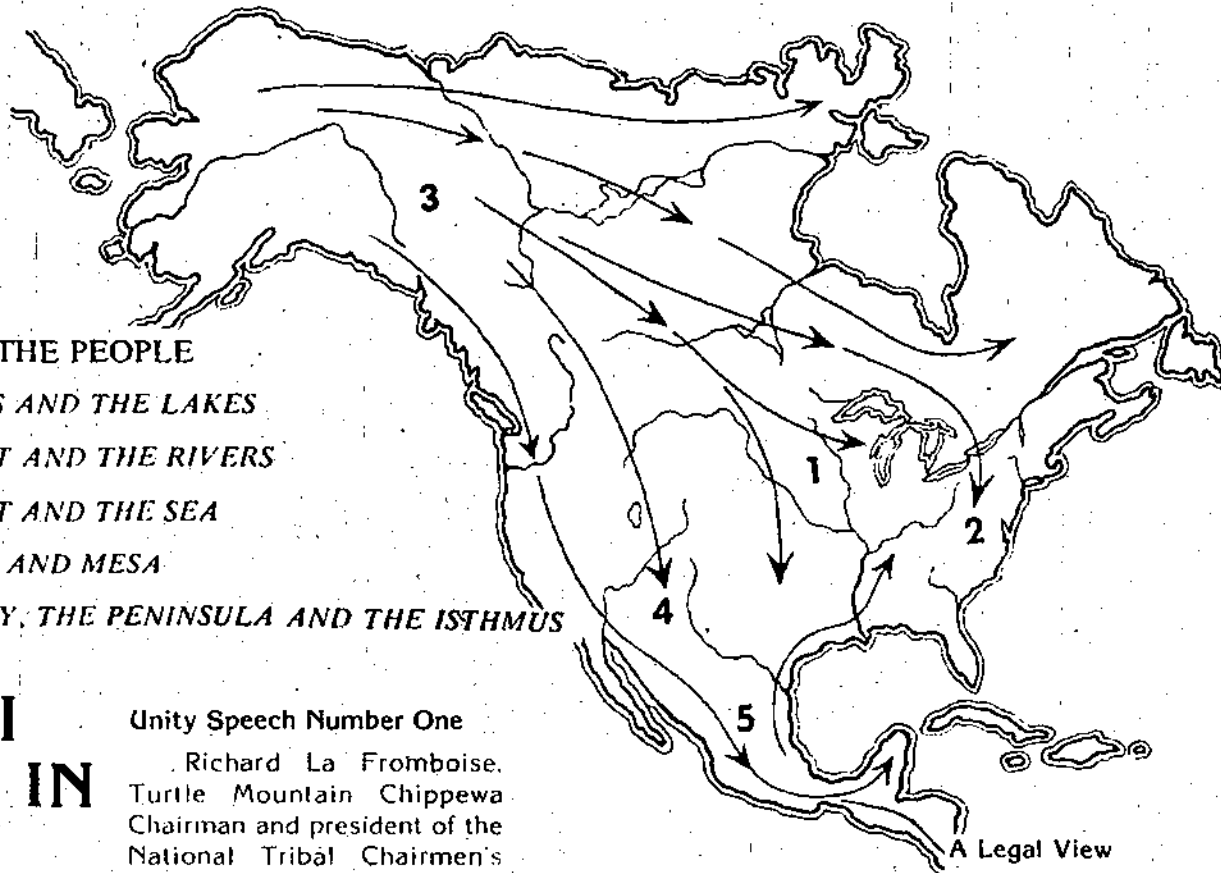 3
THE PEOPLE
S AND THE LAKES
T AND THE RIVERS
1
T AND THE SEA
2
AND MESA
4
Y, THE PENINSULA AND THE ISTHMUS
5
I
IN
Unity Speech Number One
Richard La Fromboise,
Turtle Mountain Chippewa
Chairman and president of the
National Tribal Chairmen's
A Legal View